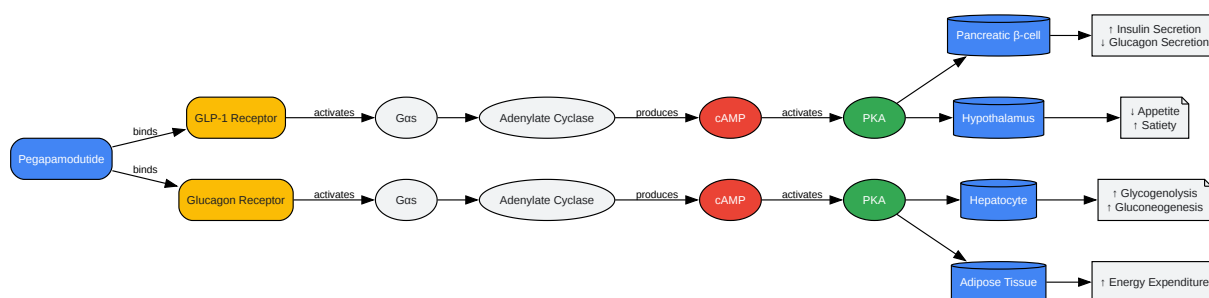 Pancreatic β-cell
↑ Insulin Secretion
↓ Glucagon Secretion
GLP-1 Receptor
activates
Gαs
Adenylate Cyclase
produces
cAMP
activates
PKA
Hypothalamus
↓ Appetite
↑ Satiety
binds
Pegapamodutide
binds
Glucagon Receptor
activates
Gαs
Adenylate Cyclase
produces
cAMP
activates
PKA
Hepatocyte
↑ Glycogenolysis
↑ Gluconeogenesis
Adipose Tissue
↑ Energy Expenditure